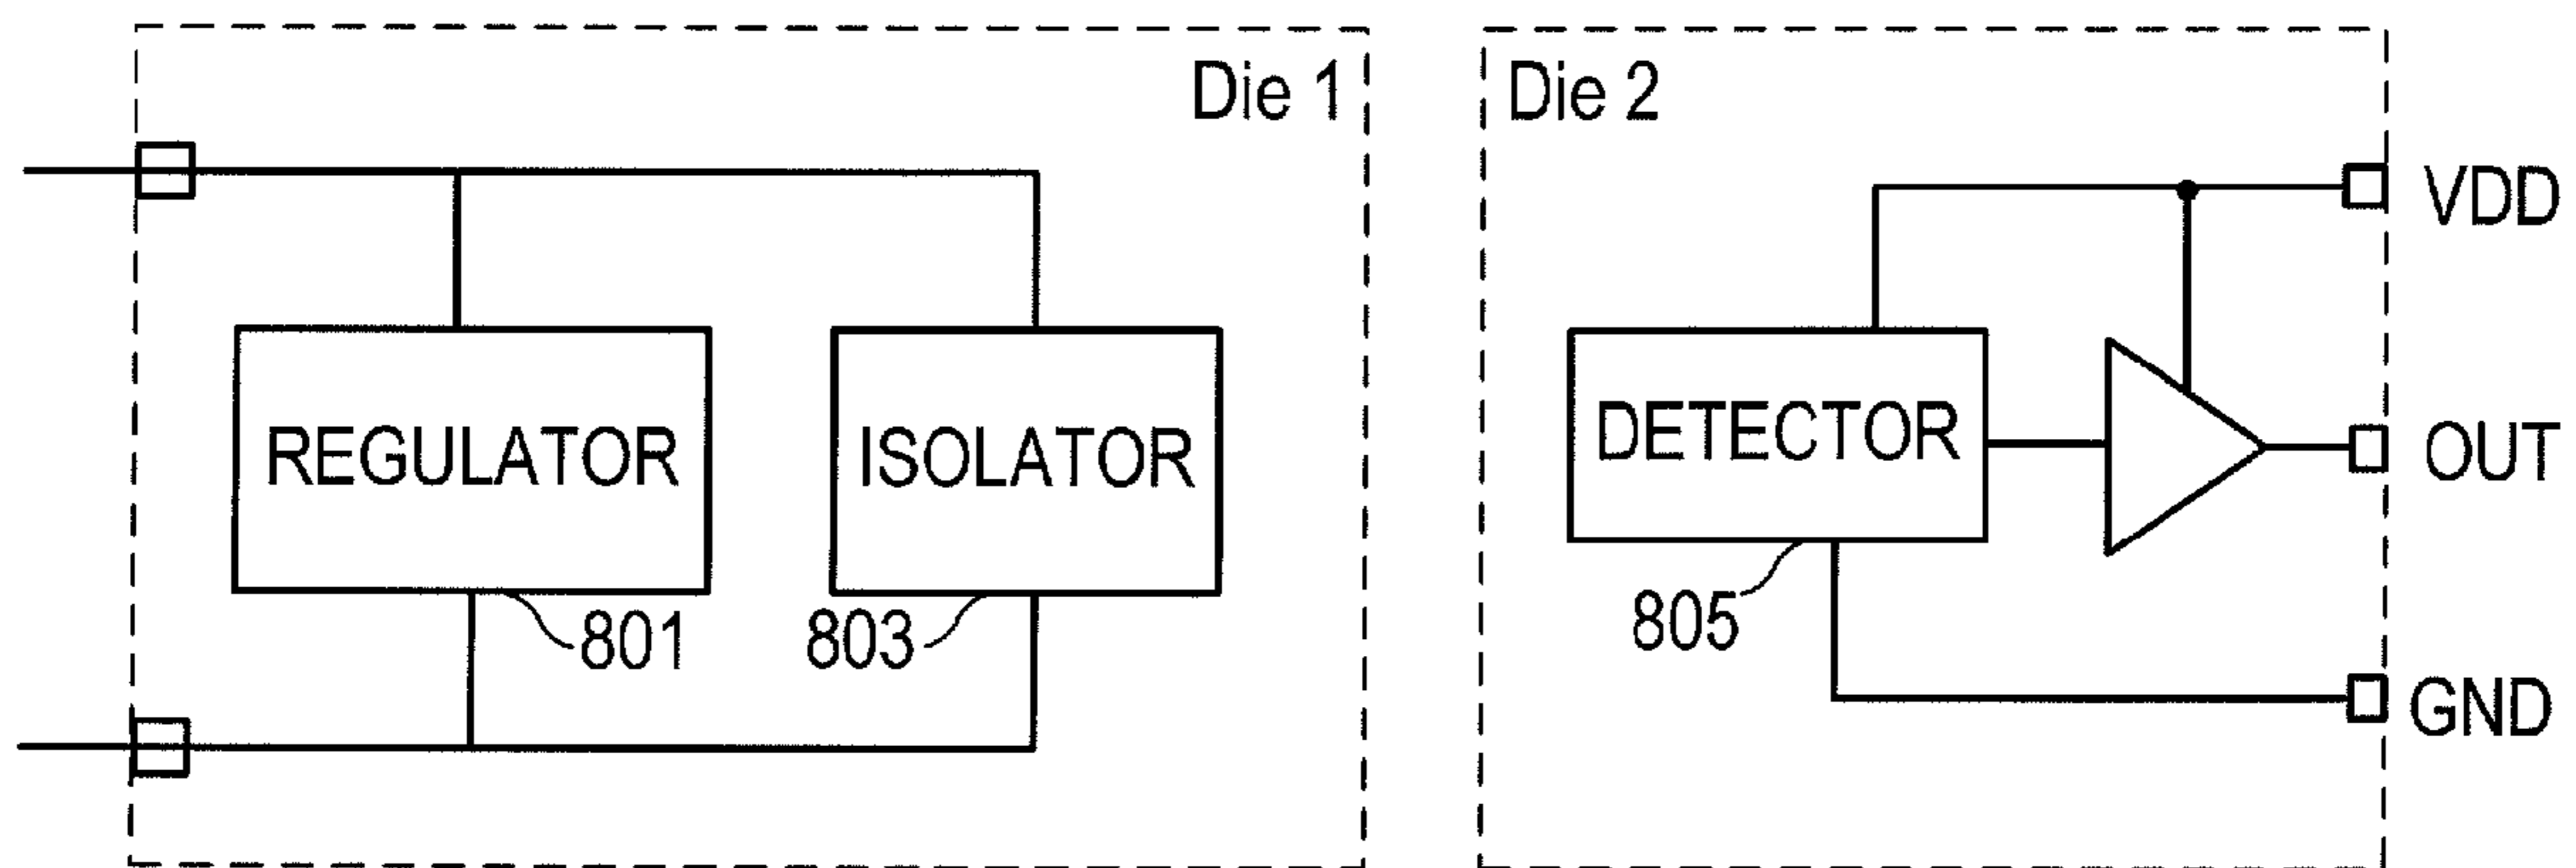 Die 1
Die 2
VDD
REGULATOR
ISOLATOR
DETECTOR
OUT
801
803
805
GND